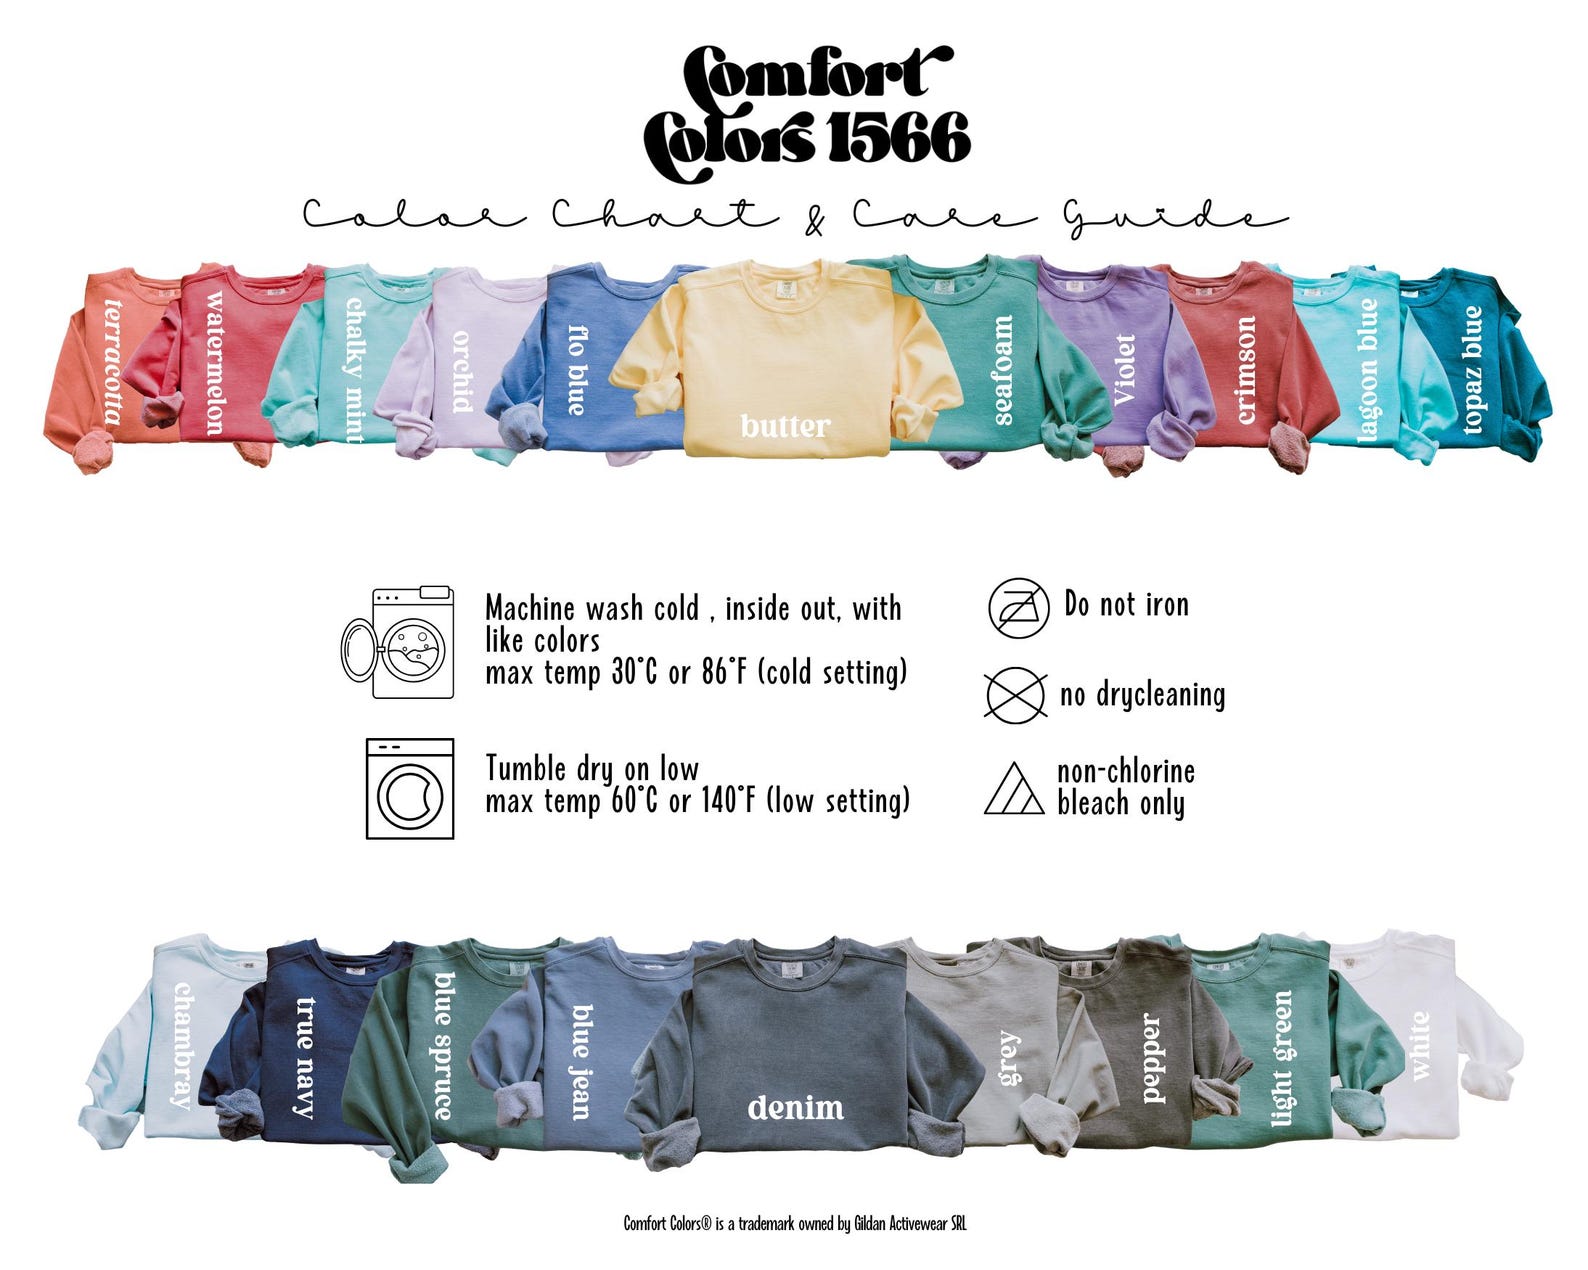 Comfort
Colors 1566
Color Chart & Care Guide
terracotta
watermelon
chalky mint
orchid
flo blue
butter
seafoam
Violet
crimson
lagoon blue
topaz blue
Machine wash cold , inside out, with
like colors
max temp 30°C or 86°F (cold setting)
Tumble dry on low
max temp 60°C or 140°F (low setting)
Do not iron
no drycleaning
non-chlorine
bleach only
chambray
true navy
blue spruce
blue jean
denim
grey
pepper
light green
white
Comfort Colors® is a trademark owned by Gildan Activewear SRL